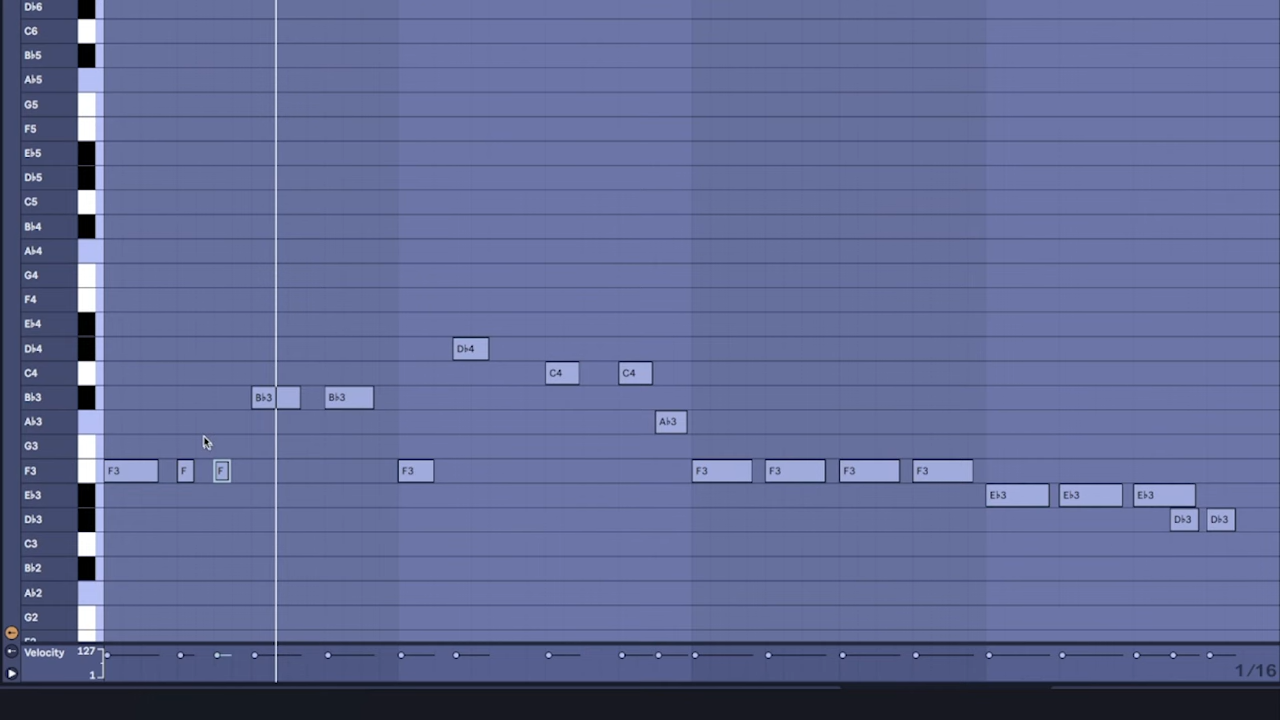 D♭6
C6
B♭5
A♭5
G5
F5
E♭5
D♭5
C5
B♭4
A♭4
G4
F4
E♭4
D♭4 D♭4
C4 C4 C4
B♭3 B♭3 B♭3
A♭3 A♭3
G3
F3 F3 F F F3 F3 F3 F3 F3
E♭3 E♭3 E♭3 E♭3
D♭3 D♭3 D♭3
C3
B♭2
A♭2
G2
Velocity 127
1
1/16